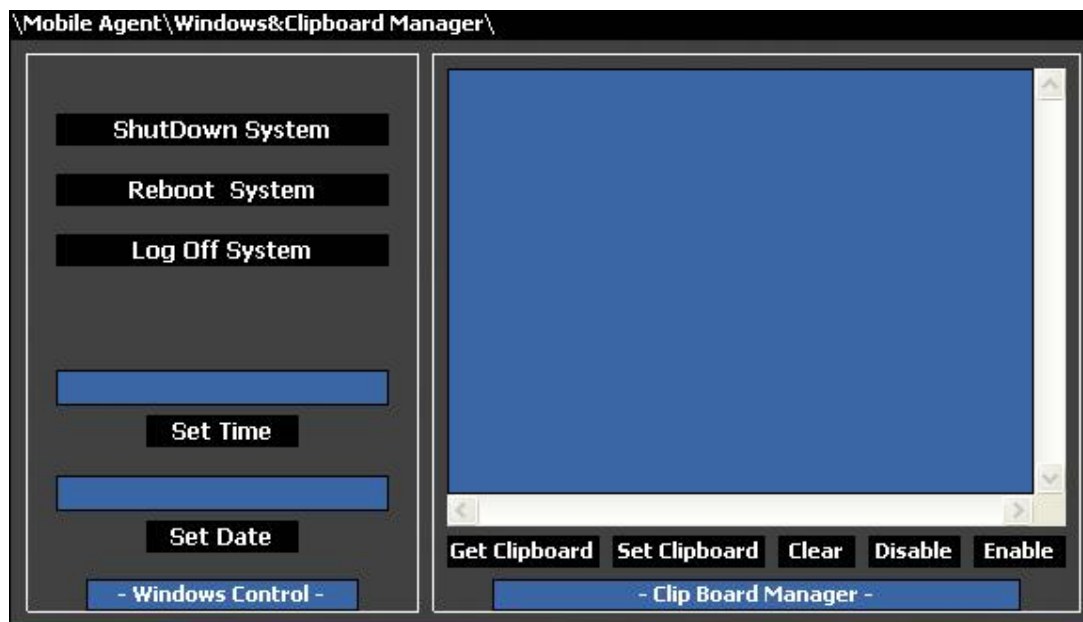 \Mobile Agent\Windows&Clipboard Manager\
ShutDown System
Reboot System
Log Off System
Set Time
Set Date
- Windows Control -
Get Clipboard Set Clipboard Clear Disable Enable
- Clip Board Manager -